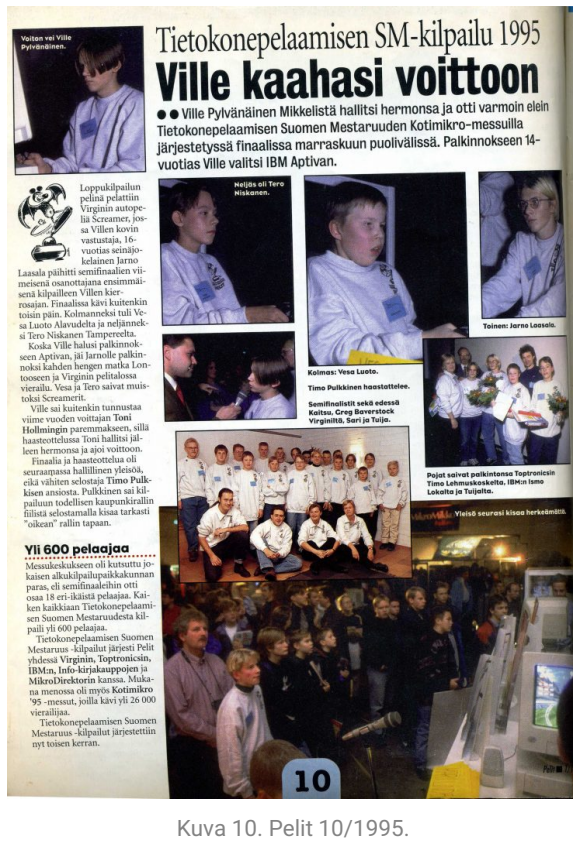 Voiton vei Ville
Pylvänäinen.
Tietokonepelaamisen SM-kilpailu 1995
Ville kaahasi voittoon
●● Ville Pylvänäinen Mikkelistä hallitsi hermonsa ja otti varmoin elein
Tietokonepelaamisen Suomen Mestaruuden Kotimikro-messuilla
järjestetyssä finaalissa marraskuun puolivälissä. Palkinnokseen 14-
vuotias Ville valitsi IBM Aptivan.
Loppukilpailun
pelinä pelattiin
Virginin autope-
liä Screamer, jos-
sa Villen kovin
vastustaja, 16-
vuotias seinäjo-
kelainen Jarno
Laasala päihitti semifinaalien vii-
meisenä osanottajana ensimmäi-
senä kilpailleen Villen kier-
rosajan. Finaalissa kävi kuitenkin
toisin päin. Kolmanneksi tuli Ve-
sa Luoto Alavudelta ja neljännek-
si Tero Niskanen Tampereelta.
Koska Ville halusi palkinnok-
seen Aptivan, jäi Jarnolle palkin-
noksi kahden hengen matka Lon-
tooseen ja Virginin pelitalossa
vierailu. Vesa ja Tero saivat muis-
toksi Screamerit.
Ville sai kuitenkin tunnustaa
viime vuoden voittajan Toni
Hollmingin paremmakseen, sillä
haasteottelussa Toni hallitsi jäl-
leen hermonsa ja ajoi voittoon.
Finaalia ja haasteottelua oli
seuraanpassa hallillinen yleisöä,
eikä vähiten selostaja Timo Pulk-
kisen ansiosta. Pulkkinen sai kil-
pailuun todellisen kaupunkirallin
fiilistä selostamalla kisaa tarkasti
"oikean" rallin tapaan.
Yli 600 pelaajaa
Messukeskukseen oli kutsuttu jo-
kaisen alkukilpailupaikkakunnan
paras, eli semifinaaleihin otti
osaa 18 eri-ikäistä pelaajaa. Kai-
ken kaikkiaan Tietokonepelaami-
sen Suomen Mestaruudesta kil-
paili yli 600 pelaajaa.
Tietokonepelaamisen Suomen
Mestaruus -kilpailut järjesti Pelit
yhdessä Virginin, Toptronicsin,
IBM:n, Info-kirjakauppojen ja
MikroDirektorin kanssa. Muka-
na menossa oli myös Kotimikro
'95 -messut, joilla kävi yli 26 000
vierailijaa.
Tietokonepelaamisen Suomen
Mestaruus -kilpailut järjestettiin
nyt toisen kerran.
Neljäs oli Tero
Niskanen.
Toinen: Jarno Laasala.
Kolmas: Vesa Luoto.
Timo Pulkkinen haastattelee.
Semifinalistit sekä edessä
Kaitsu, Greg Baverstock
Virginiltä, Sari ja Tuija.
Pojat saivat palkintonsa Toptronicsin
Timo Lehmuskoskelta, IBM:n Ismo
Lokalta ja Tuijalta.
Yleisö seurasi kisaa herkeämättä.
10
Kuva 10. Pelit 10/1995.